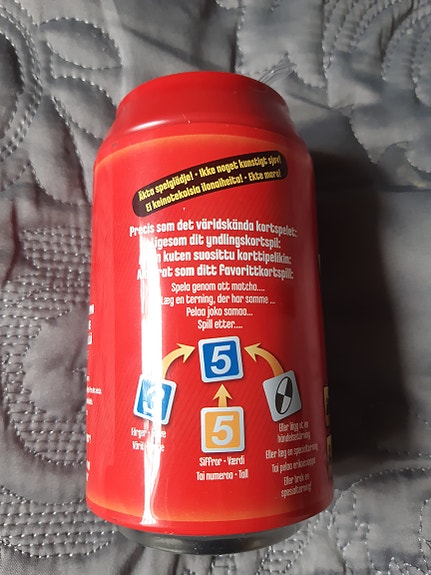 Äkta spelglädje! - Ikke noget kunstigt sjov!
Ei keinotekoisia ilonaiheita! - Ekte moro!
Precis som det världskända kortspelet:
Ligesom dit yndlingskortspil:
kuten suosittu korttipelikin:
som ditt favorittkortspill:
Spela genom att matcha....
Læg en terning, der har samme ...
Pelaa joko samaa...
Spill etter....
5
5
Siffror - Værdi
Tai numeroa - Tall
Eller lägg ut en
händelsetärning
Eller læg en specialterning
Tai pelaa erikoisnoppa
Eller bruk en
spesialterning!